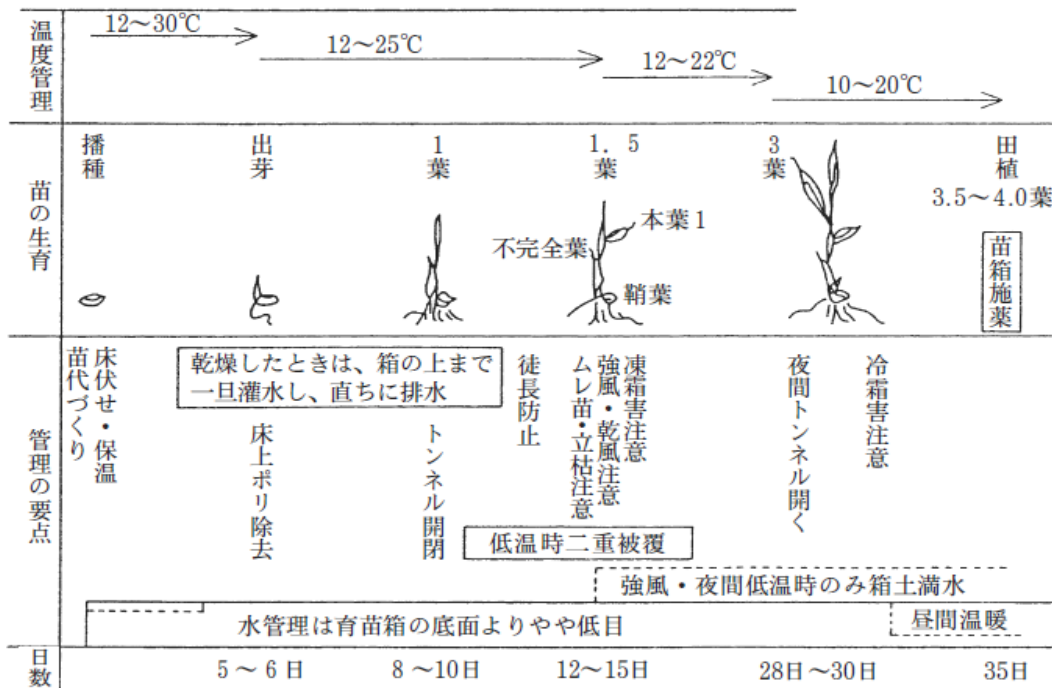 温度管理
12～30℃
12～25℃
12～22℃
10～20℃
苗の生育
播種
出芽
1葉
1.5葉
3葉
田植
3.5～4.0葉
不完全葉
本葉1
鞘葉
苗箱施薬
管理の要点
床伏せ・保温
苗代づくり
乾燥したときは、箱の上まで
一旦灌水し、直ちに排水
床上ポリ除去
トンネル開閉
徒長防止
凍霜害注意
強風・乾風注意
ムレ苗・立枯注意
夜間トンネル開く
冷霜害注意
低温時二重被覆
強風・夜間低温時のみ箱土満水
水管理は育苗箱の底面よりやや低目
昼間温暖
日数
5～6日
8～10日
12～15日
28日～30日
35日